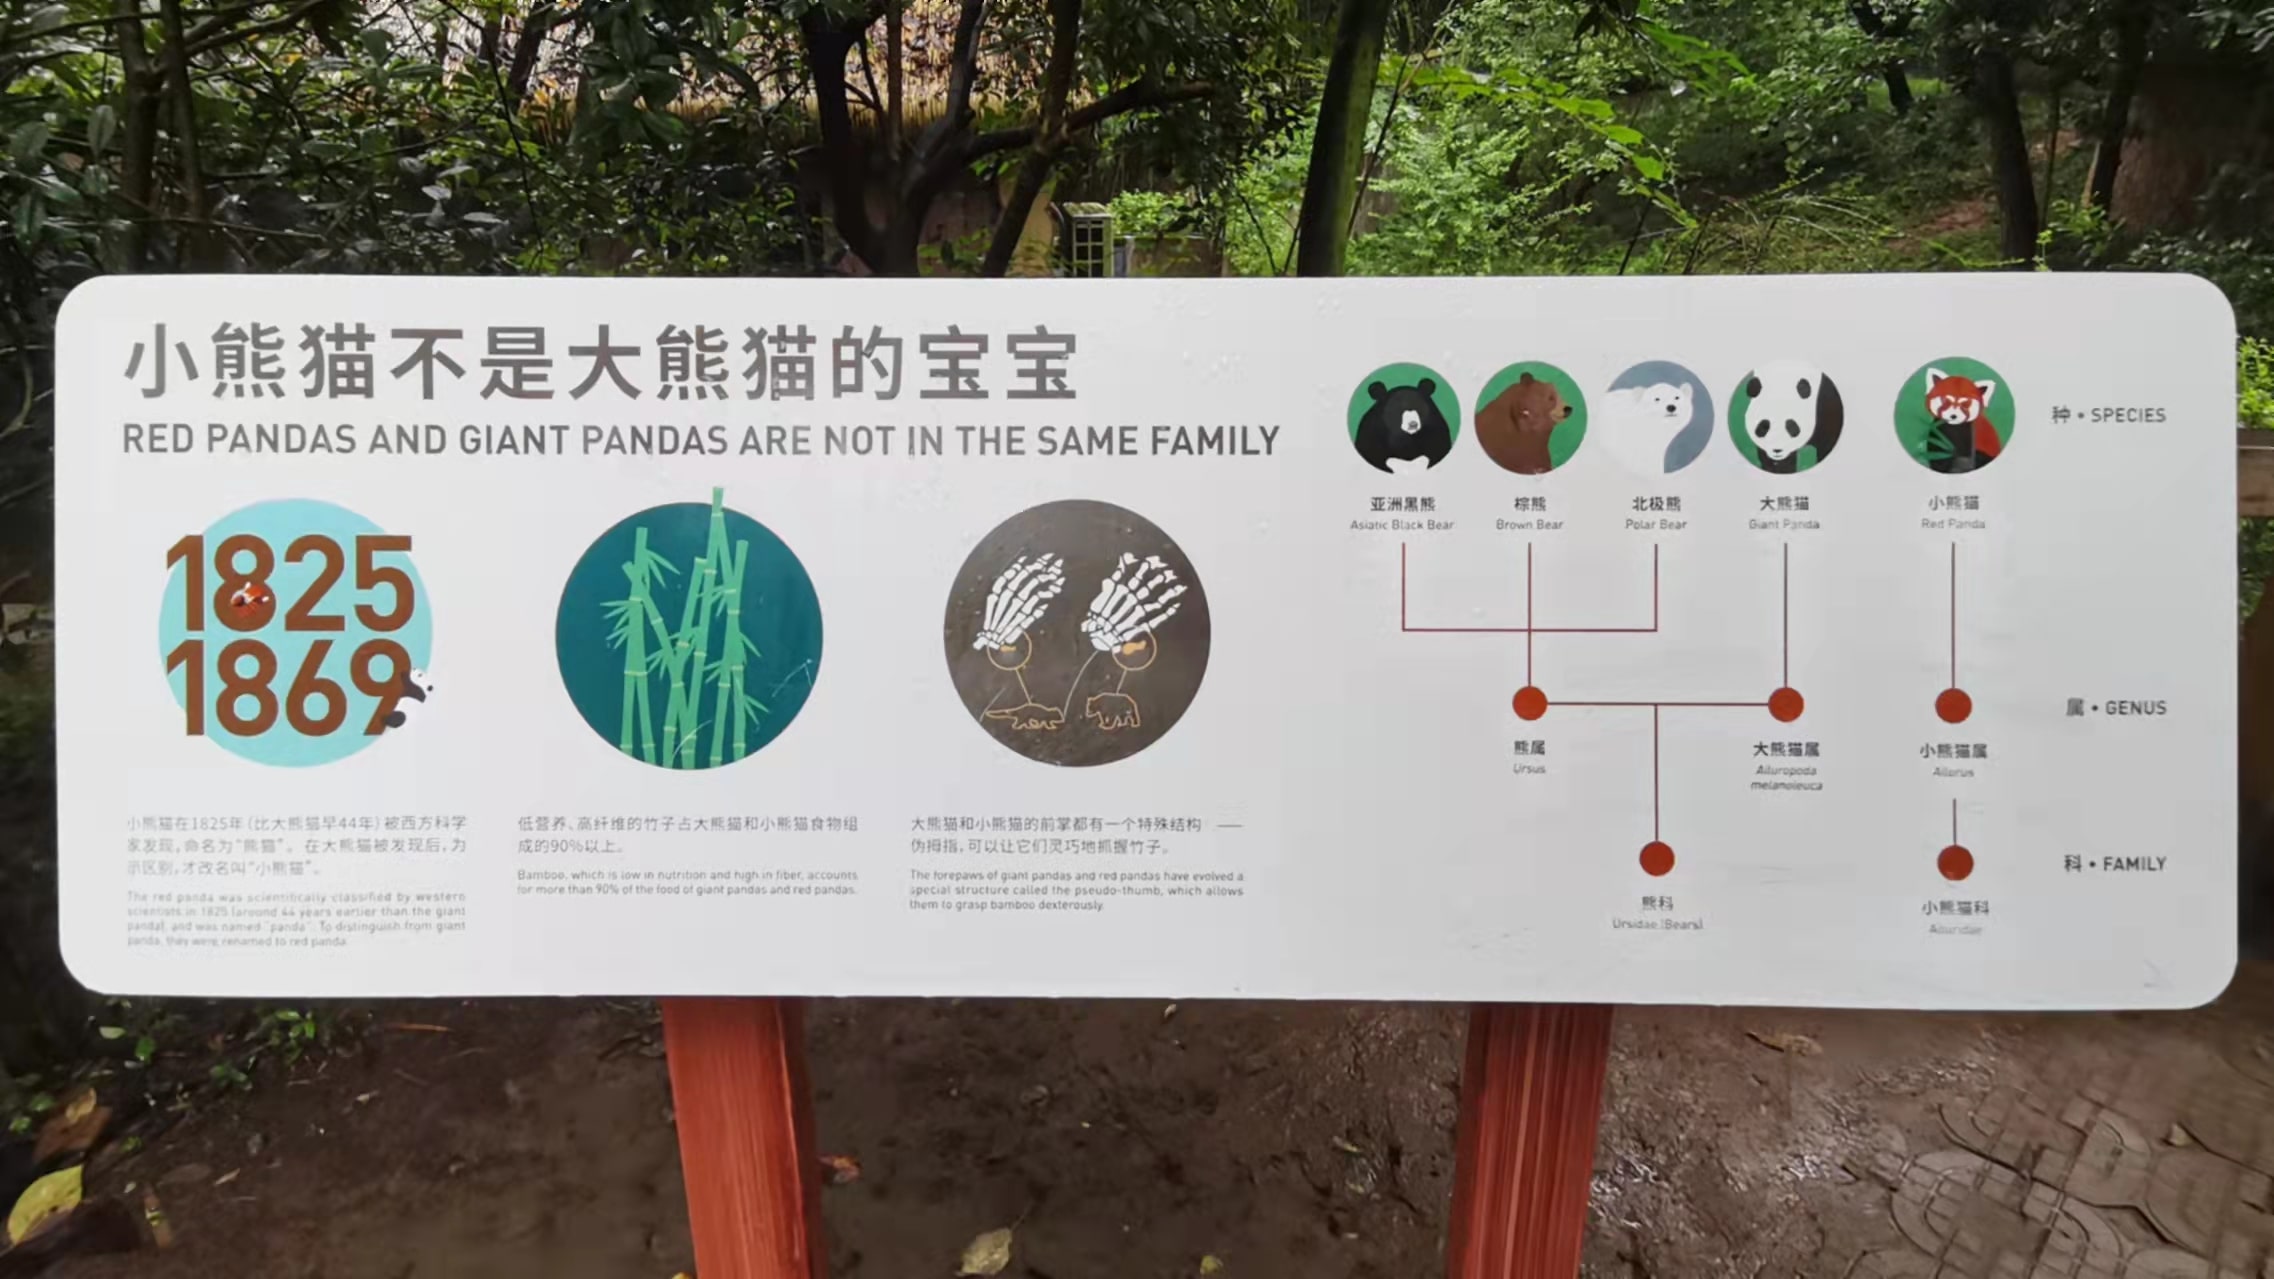 小熊猫不是大熊猫的宝宝
RED PANDAS AND GIANT PANDAS ARE NOT IN THE SAME FAMILY
1825
1869
小熊猫在1825年(比大熊猫早44年)被西方科学
家发现,命名为“熊猫”。在大熊猫被发现后,为
示区别,才改名叫“小熊猫”。
The red panda was scientifically classified by western
scientists in 1825 (around 44 years earlier than the giant
panda), and was named "panda". To distinguish from giant
panda, they were renamed to red panda.
低营养、高纤维的竹子占大熊猫和小熊猫食物组
成的90%以上。
Bamboo, which is low in nutrition and high in fiber, accounts
for more than 90% of the food of giant pandas and red pandas.
大熊猫和小熊猫的前掌都有一个特殊结构 ——
伪拇指,可以让它们灵巧地抓握竹子。
The forepaws of giant pandas and red pandas have evolved a
special structure called the pseudo-thumb, which allows
them to grasp bamboo dexterously.
亚洲黑熊
Asiatic Black Bear
棕熊
Brown Bear
北极熊
Polar Bear
大熊猫
Giant Panda
小熊猫
Red Panda
种 • SPECIES
熊属
Ursus
大熊猫属
Ailuropoda
melanoleuca
小熊猫属
Ailurus
属 • GENUS
熊科
Ursidae (Bears)
小熊猫科
科 • FAMILY